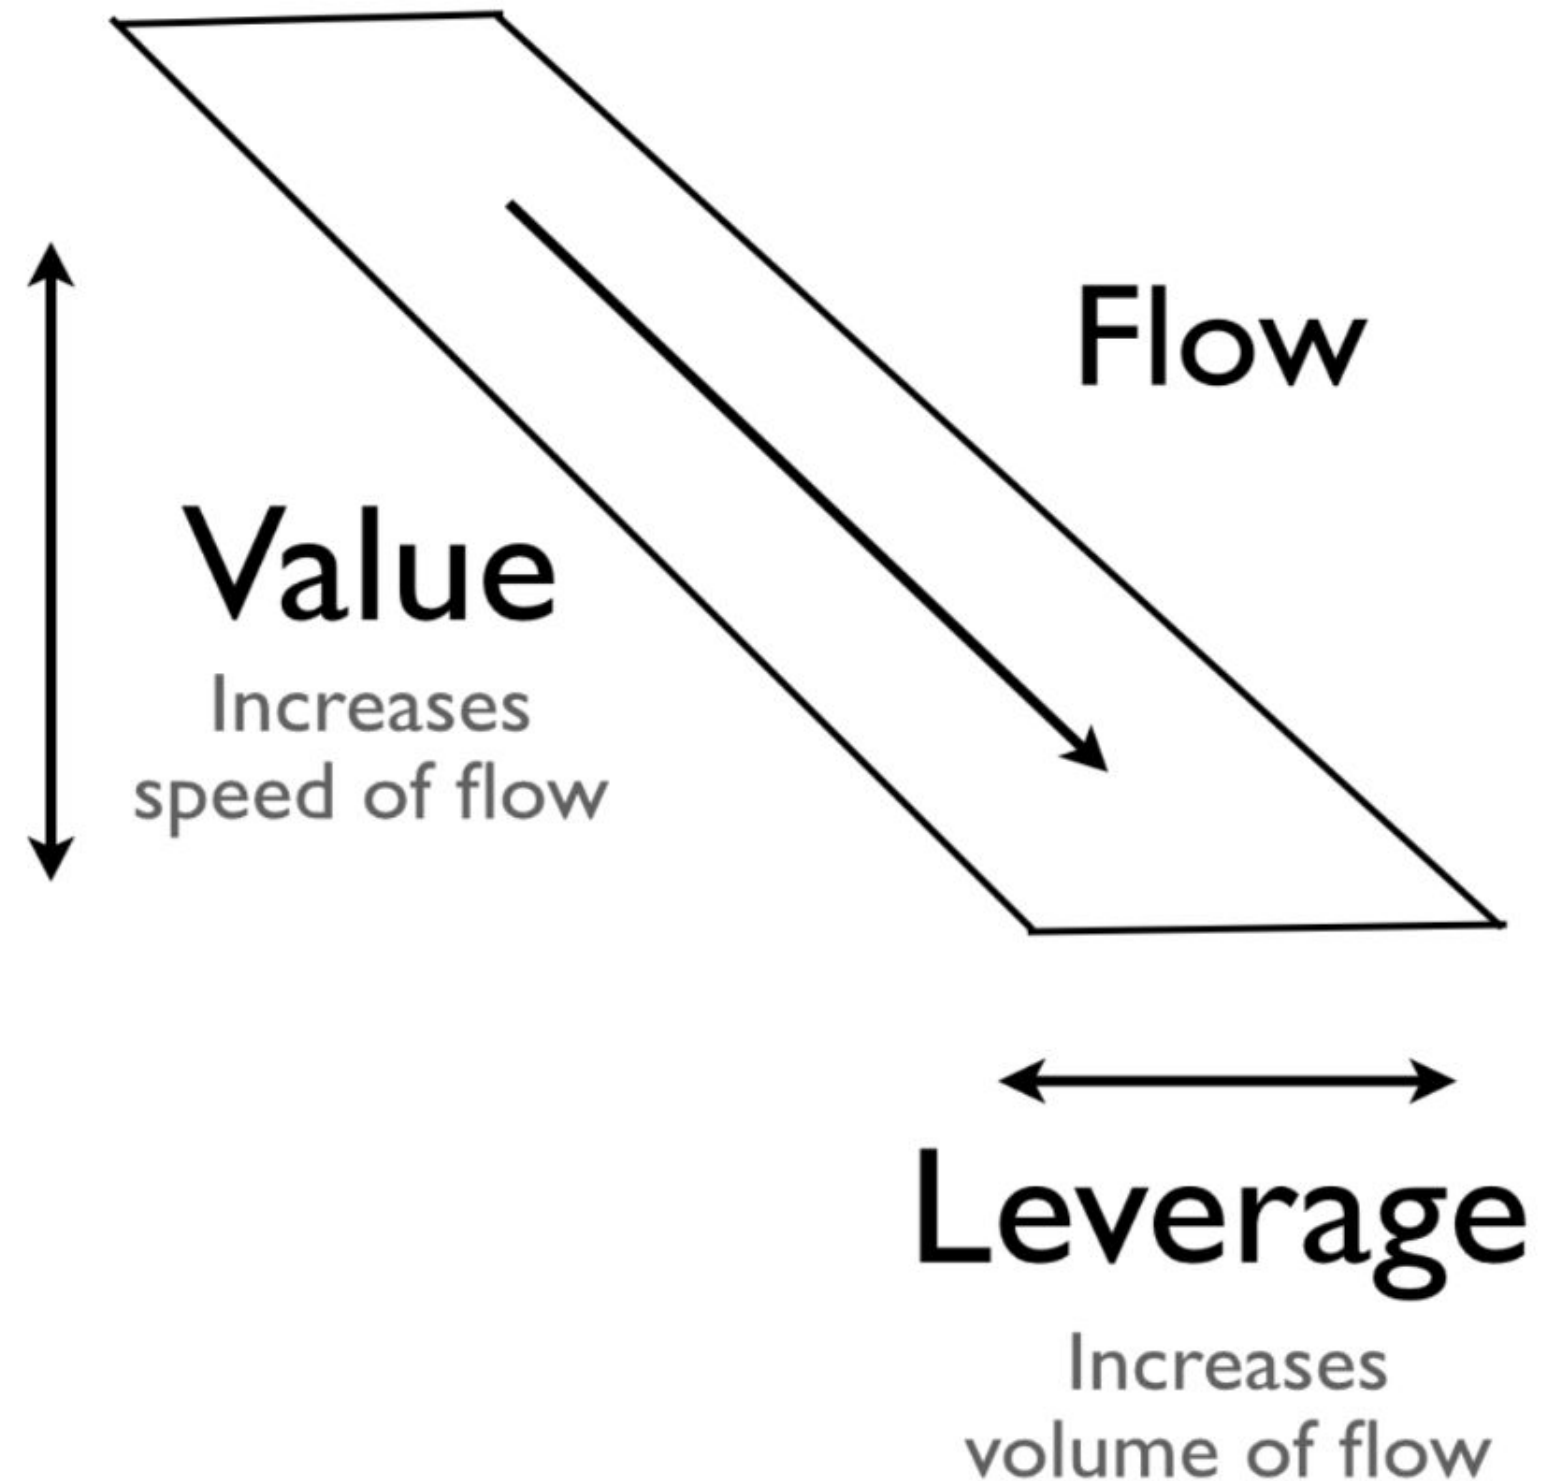 Flow
Value
Increases
speed of flow
Leverage
Increases
volume of flow